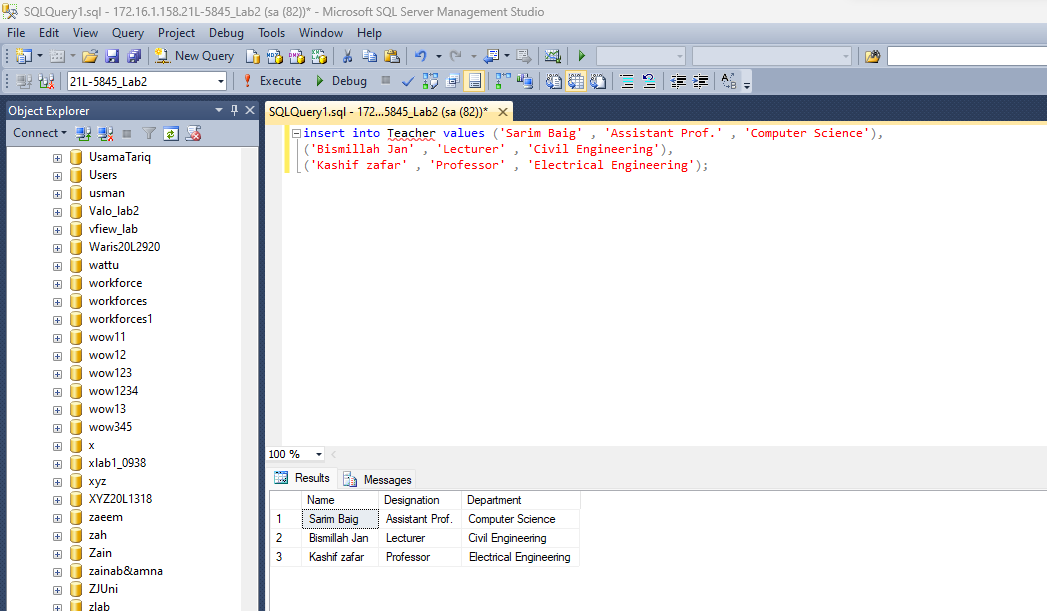 SQLQuery1.sql - 172.16.1.158.21L-5845_Lab2 (sa (82))* - Microsoft SQL Server Management Studio
File Edit View Query Project Debug Tools Window Help
New Query
21L-5845_Lab2 Execute Debug
Object Explorer
Connect
UsamaTariq
Users
usman
Valo_lab2
vfiew_lab
Waris20L2920
wattu
workforce
workforces
workforces1
wow11
wow12
wow123
wow1234
wow13
wow345
x
xlab1_0938
xyz
XYZ20L1318
zaeem
zah
Zain
zainab&amna
ZJUni
zlab
SQLQuery1.sql - 172...5845_Lab2 (sa (82))*
insert into Teacher values ('Sarim Baig' , 'Assistant Prof.' , 'Computer Science'),
('Bismillah Jan' ,'Lecturer' , 'Civil Engineering'),
('Kashif zafar' , 'Professor' , 'Electrical Engineering');
100 %
Results Messages
Name Designation Department
1 Sarim Baig Assistant Prof. Computer Science
2 Bismillah Jan Lecturer Civil Engineering
3 Kashif zafar Professor Electrical Engineering